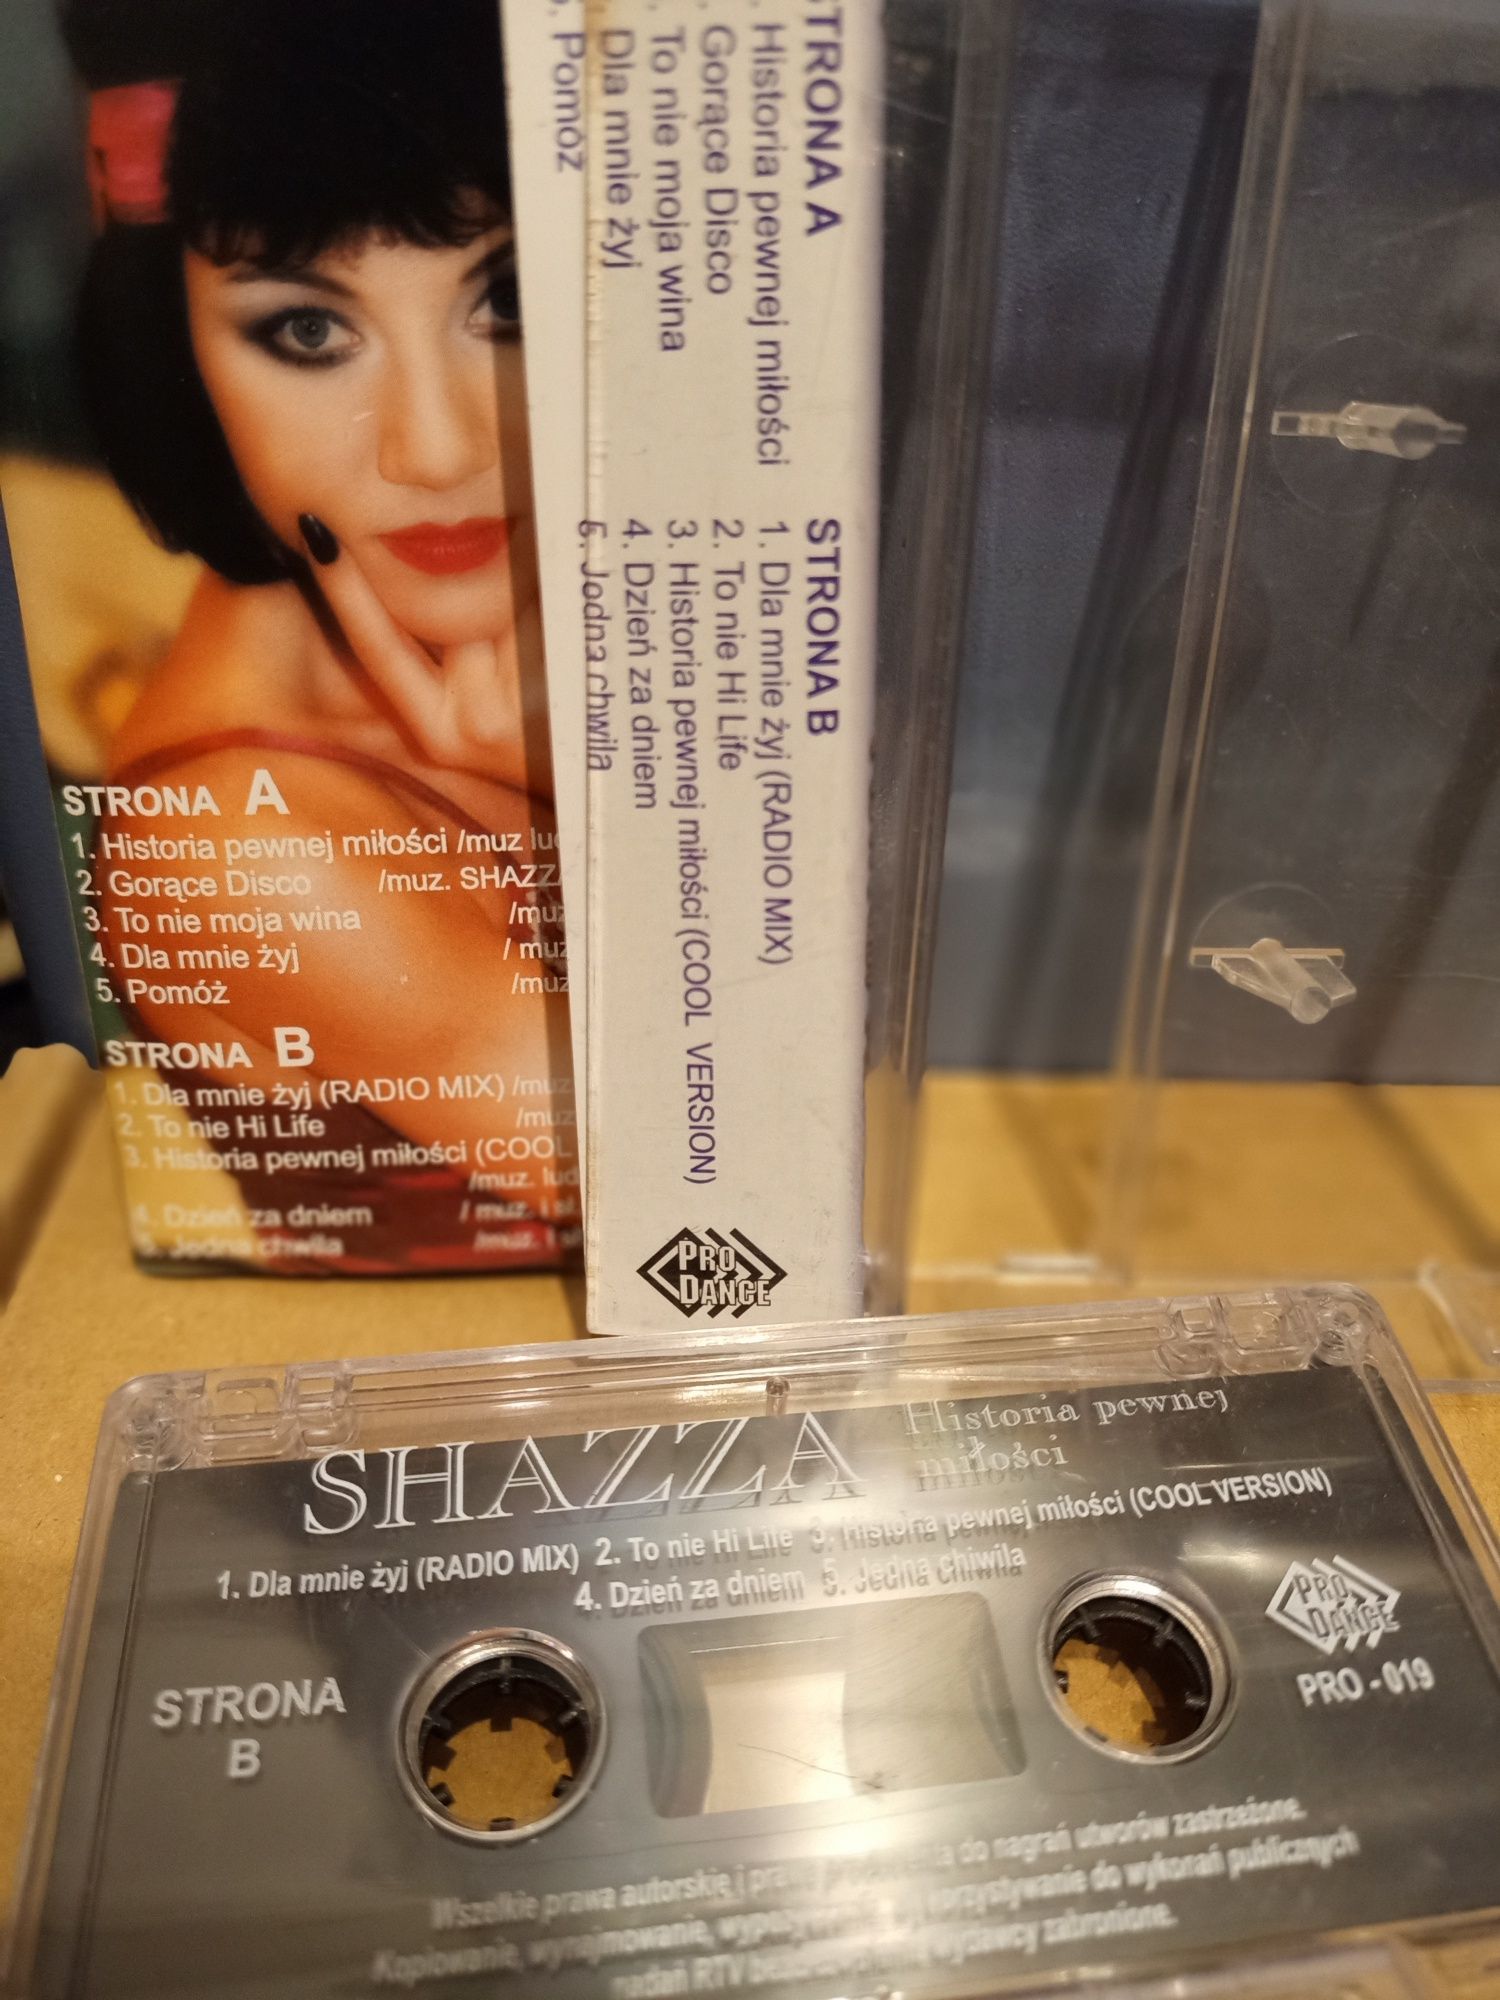 STRONA A
1. Historia pewnej miłości /muz
2. Gorące Disco /muz. SHAZZ
3. To nie moja wina /muz
4. Dla mnie żyj / muz
5. Pomóż /muz
STRONA B
1. Dla mnie żyj (RADIO MIX) /muz
2. To nie Hi Life /muz
3. Historia pewnej miłości (COOL
/muz. lud
4. Dzień za dniem / muz. i sł.
5. Jedna chwila /muz. i sł
STRONA A
. Historia pewnej miłości
. Gorące Disco
. To nie moja wina
Dla mnie żyj
. Pomóż
STRONA B
1. Dla mnie żyj (RADIO MIX)
2. To nie Hi Life
3. Historia pewnej miłości (COOL VERSION)
4. Dzień za dniem
5. Jedna chwila
PRO
DANCE
SHAZZA Historia pewnej
miłości
1. Dla mnie żyj (RADIO MIX) 2. To nie Hi Life 3. Historia pewnej miłości (COOL VERSION)
4. Dzień za dniem 5. Jedna chiwila
PRO
DANCE
PRO - 019
STRONA
B
Wszelkie prawa autorskie i do nagrań utworów zastrzeżone.
Kopiowanie, wynajmowanie, do wykonań publicznych
nadań RTV wydawcy zabronione.